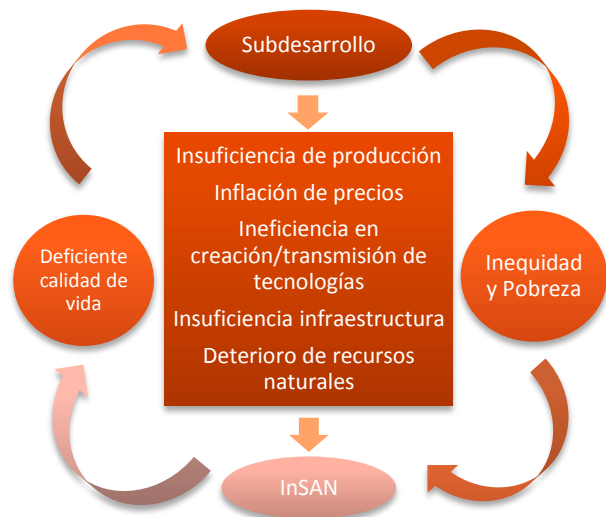 Subdesarrollo
Insuficiencia de producción
Inflación de precios
Ineficiencia en
creación/transmisión de
tecnologías
Insuficiencia infraestructura
Deterioro de recursos
naturales
Deficiente
calidad de
vida
Inequidad
y Pobreza
InSAN